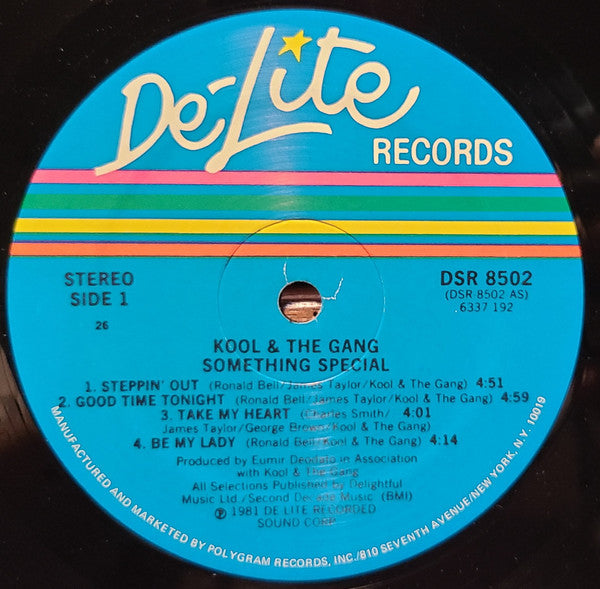 De-Lite
RECORDS
STEREO
SIDE 1
26
DSR 8502
(DSR 8502 AS)
6337 192
KOOL & THE GANG
SOMETHING SPECIAL
1. STEPPIN' OUT (Ronald Bell/James Taylor/Kool & The Gang) 4:51
2. GOOD TIME TONIGHT (Ronald Bell/James Taylor/Kool & The Gang) 4:59
3. TAKE MY HEART (Charles Smith/ 4:01
James Taylor/George Brown/Kool & The Gang)
4. BE MY LADY (Ronald Bell/Kool & The Gang) 4:14
Produced by Eumir Deodato in Association
with Kool & The Gang
All Selections Published by Delightful
Music Ltd./Second Decade Music (BMI)
℗ 1981 DE LITE RECORDED
SOUND CORP.
MANUFACTURED AND MARKETED BY POLYGRAM RECORDS, INC./810 SEVENTH AVENUE/NEW YORK, N.Y. 10019